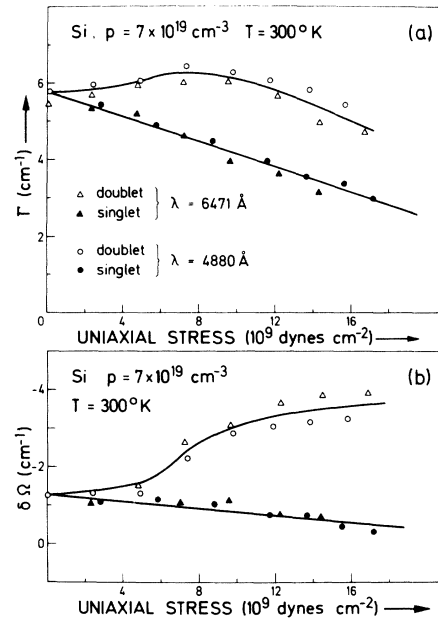 Si, p = 7×10¹⁹ cm⁻³ T = 300°K (a)
6
4
2
Γ (cm⁻¹)
△ doublet
▲ singlet
} λ = 6471 Å
○ doublet
● singlet
} λ = 4880 Å
0 4 8 12 16
UNIAXIAL STRESS (10⁹ dynes cm⁻²)
Si p = 7×10¹⁹ cm⁻³ (b)
T = 300°K
-4
-2
0
δΩ (cm⁻¹)
4 8 12 16
UNIAXIAL STRESS (10⁹ dynes cm⁻²)